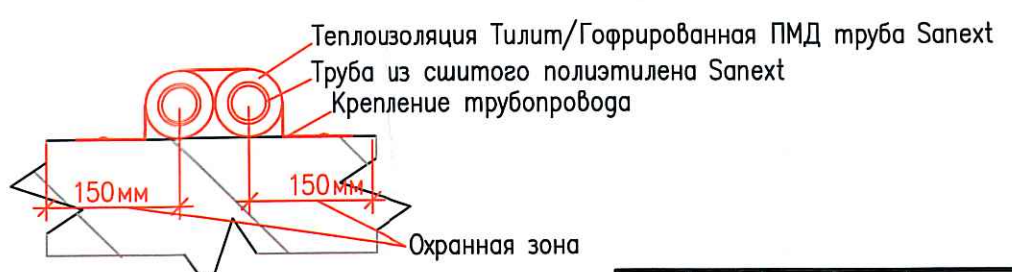 Теплоизоляция Тилит/Гофрированная ПМД труба Sanext
Труба из сшитого полиэтилена Sanext
Крепление трубопровода
150мм 150мм
Охранная зона